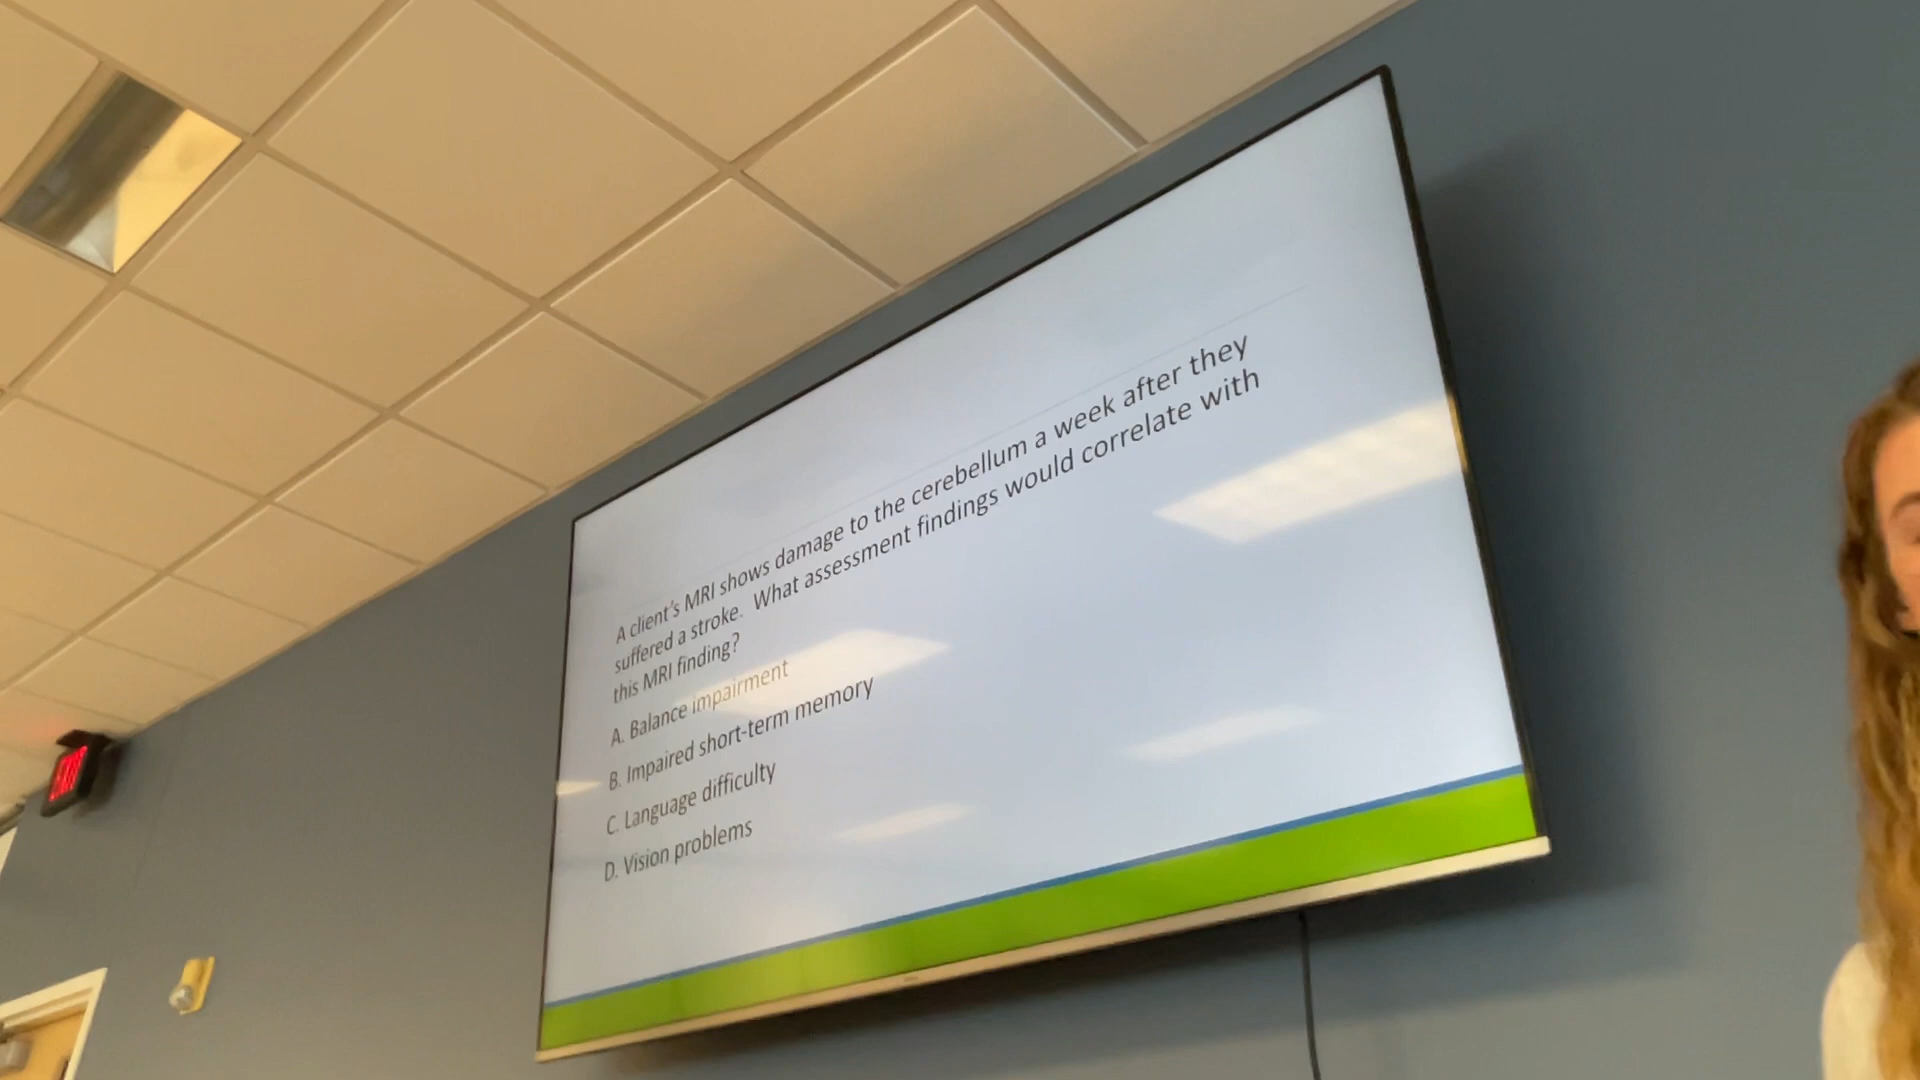 A client's MRI shows damage to the cerebellum a week after they
suffered a stroke. What assessment findings would correlate with
this MRI finding?
A. Balance impairment
B. Impaired short-term memory
C. Language difficulty
D. Vision problems